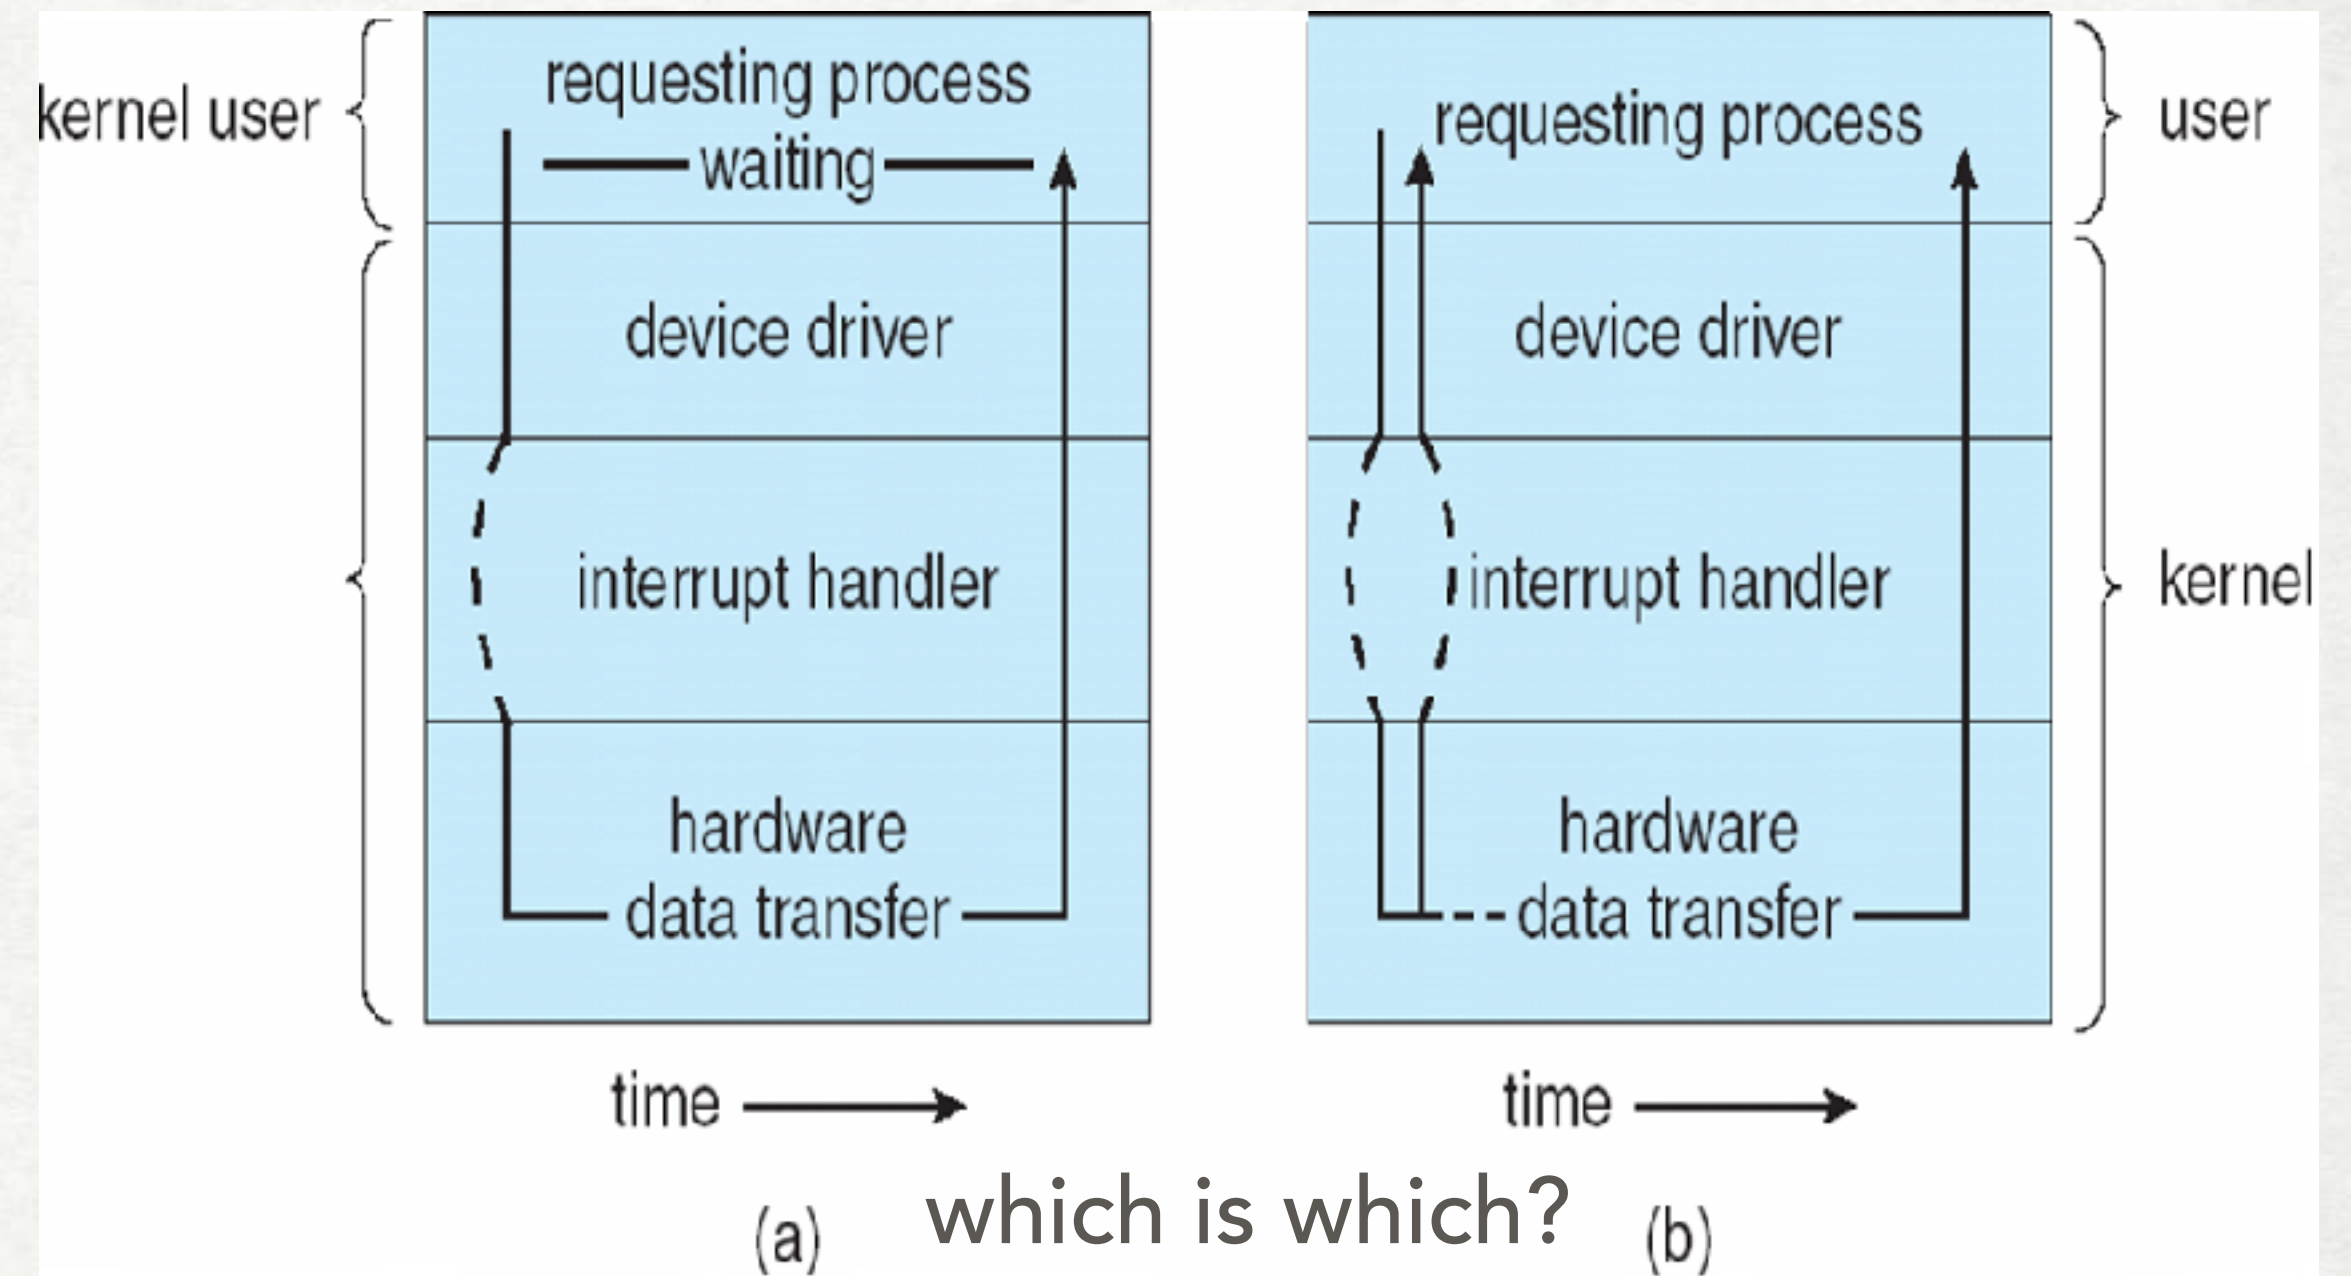 kernel user
requesting process
waiting
device driver
interrupt handler
hardware
data transfer
time
(a)
requesting process
device driver
interrupt handler
hardware
data transfer
time
(b)
user
kernel
which is which?